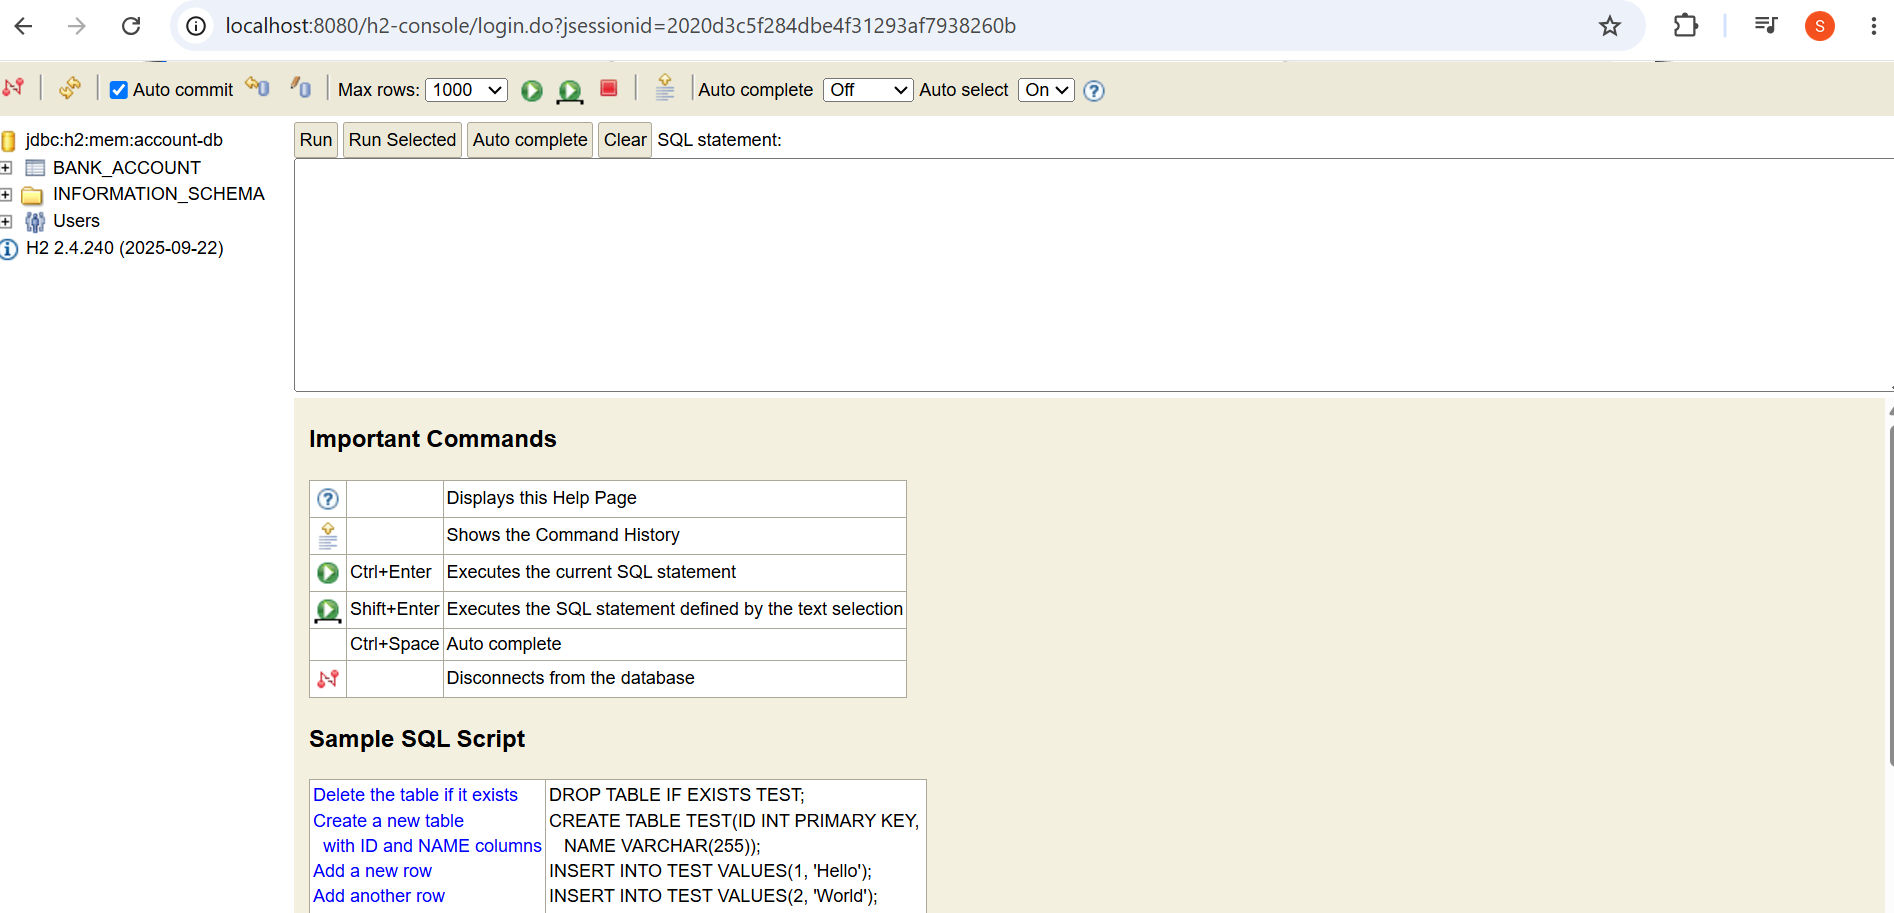 localhost:8080/h2-console/login.do?jsessionid=2020d3c5f284dbe4f31293af7938260b
S
Auto commit Max rows: 1000 Auto complete Off Auto select On
jdbc:h2:mem:account-db
BANK_ACCOUNT
INFORMATION_SCHEMA
Users
H2 2.4.240 (2025-09-22)
Run Run Selected Auto complete Clear SQL statement:
Important Commands
Displays this Help Page
Shows the Command History
Ctrl+Enter Executes the current SQL statement
Shift+Enter Executes the SQL statement defined by the text selection
Ctrl+Space Auto complete
Disconnects from the database
Sample SQL Script
Delete the table if it exists DROP TABLE IF EXISTS TEST;
Create a new table CREATE TABLE TEST(ID INT PRIMARY KEY,
with ID and NAME columns NAME VARCHAR(255));
Add a new row INSERT INTO TEST VALUES(1, 'Hello');
Add another row INSERT INTO TEST VALUES(2, 'World');